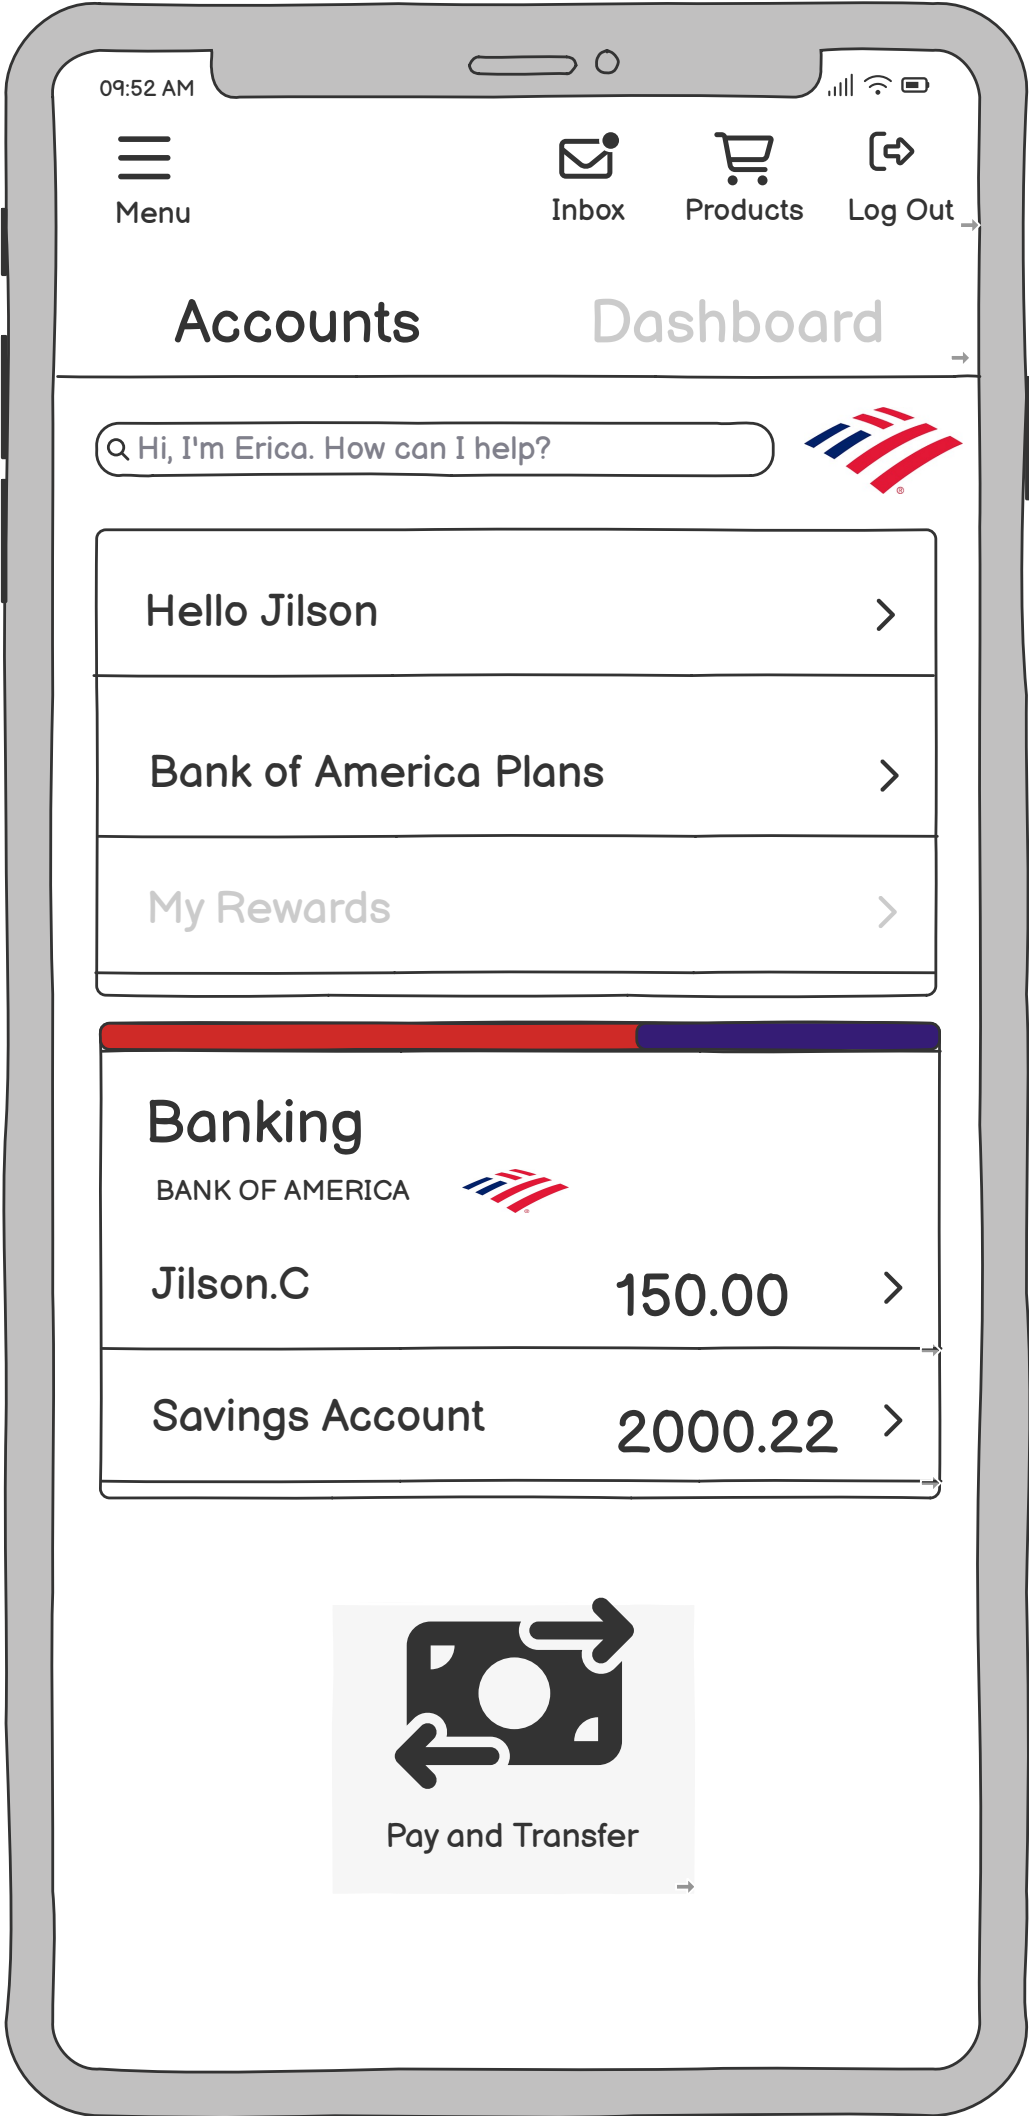 09:52 AM
Menu
Inbox
Products
Log Out
Accounts
Dashboard
Hi, I'm Erica. How can I help?
®
Hello Jilson
Bank of America Plans
My Rewards
Banking
BANK OF AMERICA
®
Jilson.C
150.00
Savings Account
2000.22
Pay and Transfer